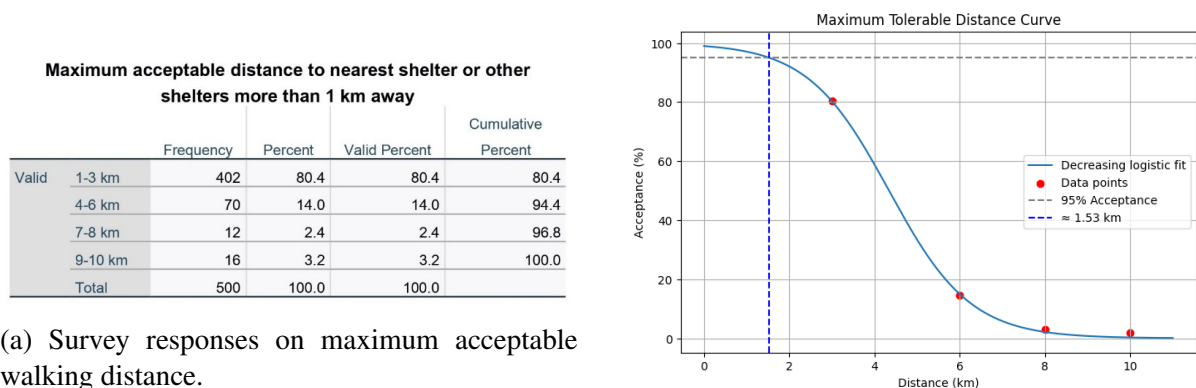 Maximum acceptable distance to nearest shelter or other
shelters more than 1 km away
Frequency Percent Valid Percent Cumulative Percent
Valid 1-3 km 402 80.4 80.4 80.4
4-6 km 70 14.0 14.0 94.4
7-8 km 12 2.4 2.4 96.8
9-10 km 16 3.2 3.2 100.0
Total 500 100.0 100.0
(a) Survey responses on maximum acceptable
walking distance.
Maximum Tolerable Distance Curve
Acceptance (%)
100
80
60
40
20
0
Decreasing logistic fit
Data points
95% Acceptance
≈ 1.53 km
0 2 4 6 8 10
Distance (km)